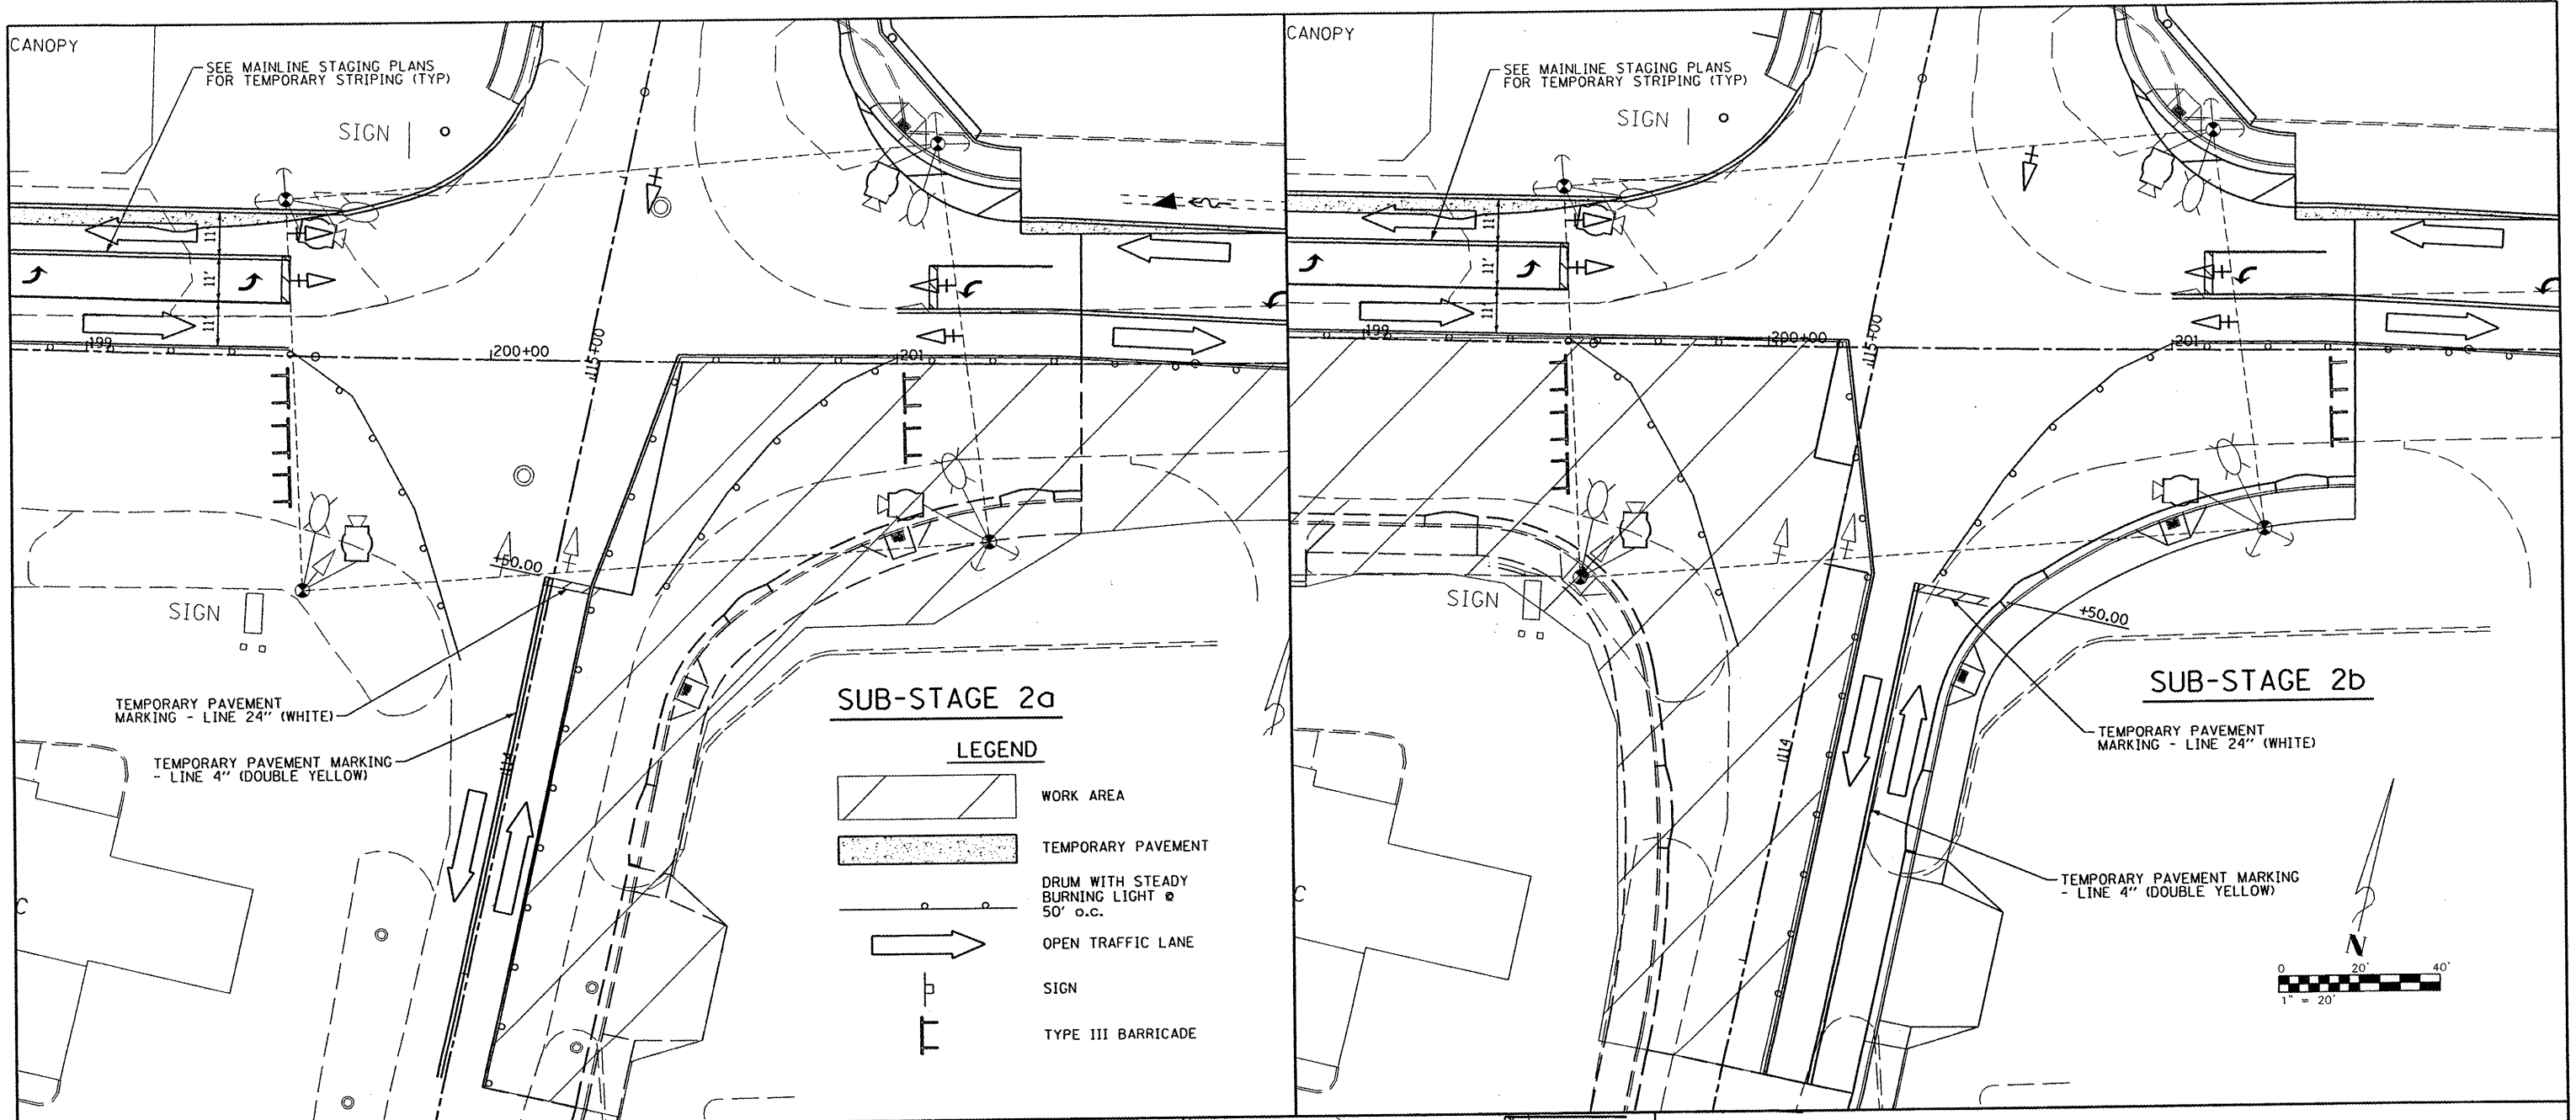 CANOPY
SEE MAINLINE STAGING PLANS
FOR TEMPORARY STRIPING (TYP)
SIGN
11'
11'
11'
199
200+00
115+00
201
+50.00
SIGN
TEMPORARY PAVEMENT
MARKING - LINE 24" (WHITE)
TEMPORARY PAVEMENT MARKING
- LINE 4" (DOUBLE YELLOW)
114
C
SUB-STAGE 2a
LEGEND
WORK AREA
TEMPORARY PAVEMENT
DRUM WITH STEADY
BURNING LIGHT @
50' o.c.
OPEN TRAFFIC LANE
SIGN
TYPE III BARRICADE
CANOPY
SEE MAINLINE STAGING PLANS
FOR TEMPORARY STRIPING (TYP)
SIGN
11'
11'
11'
199
200+00
115+00
201
SIGN
+50.00
SUB-STAGE 2b
TEMPORARY PAVEMENT
MARKING - LINE 24" (WHITE)
114
TEMPORARY PAVEMENT MARKING
- LINE 4" (DOUBLE YELLOW)
C
N
0 20' 40'
1" = 20'